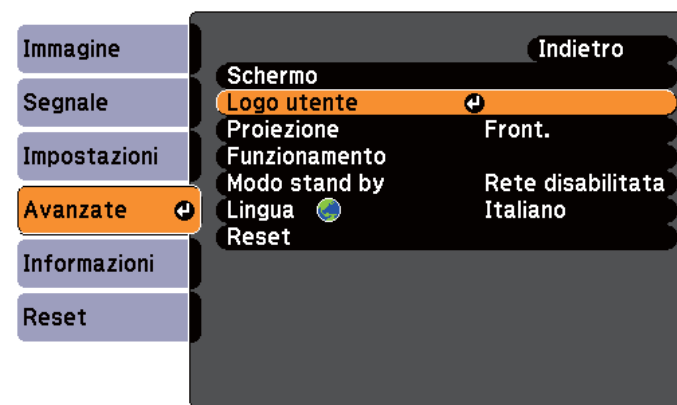 Immagine
Segnale
Impostazioni
Avanzate
Informazioni
Reset
Indietro
Schermo
Logo utente
Proiezione Front.
Funzionamento
Modo stand by Rete disabilitata
Lingua Italiano
Reset